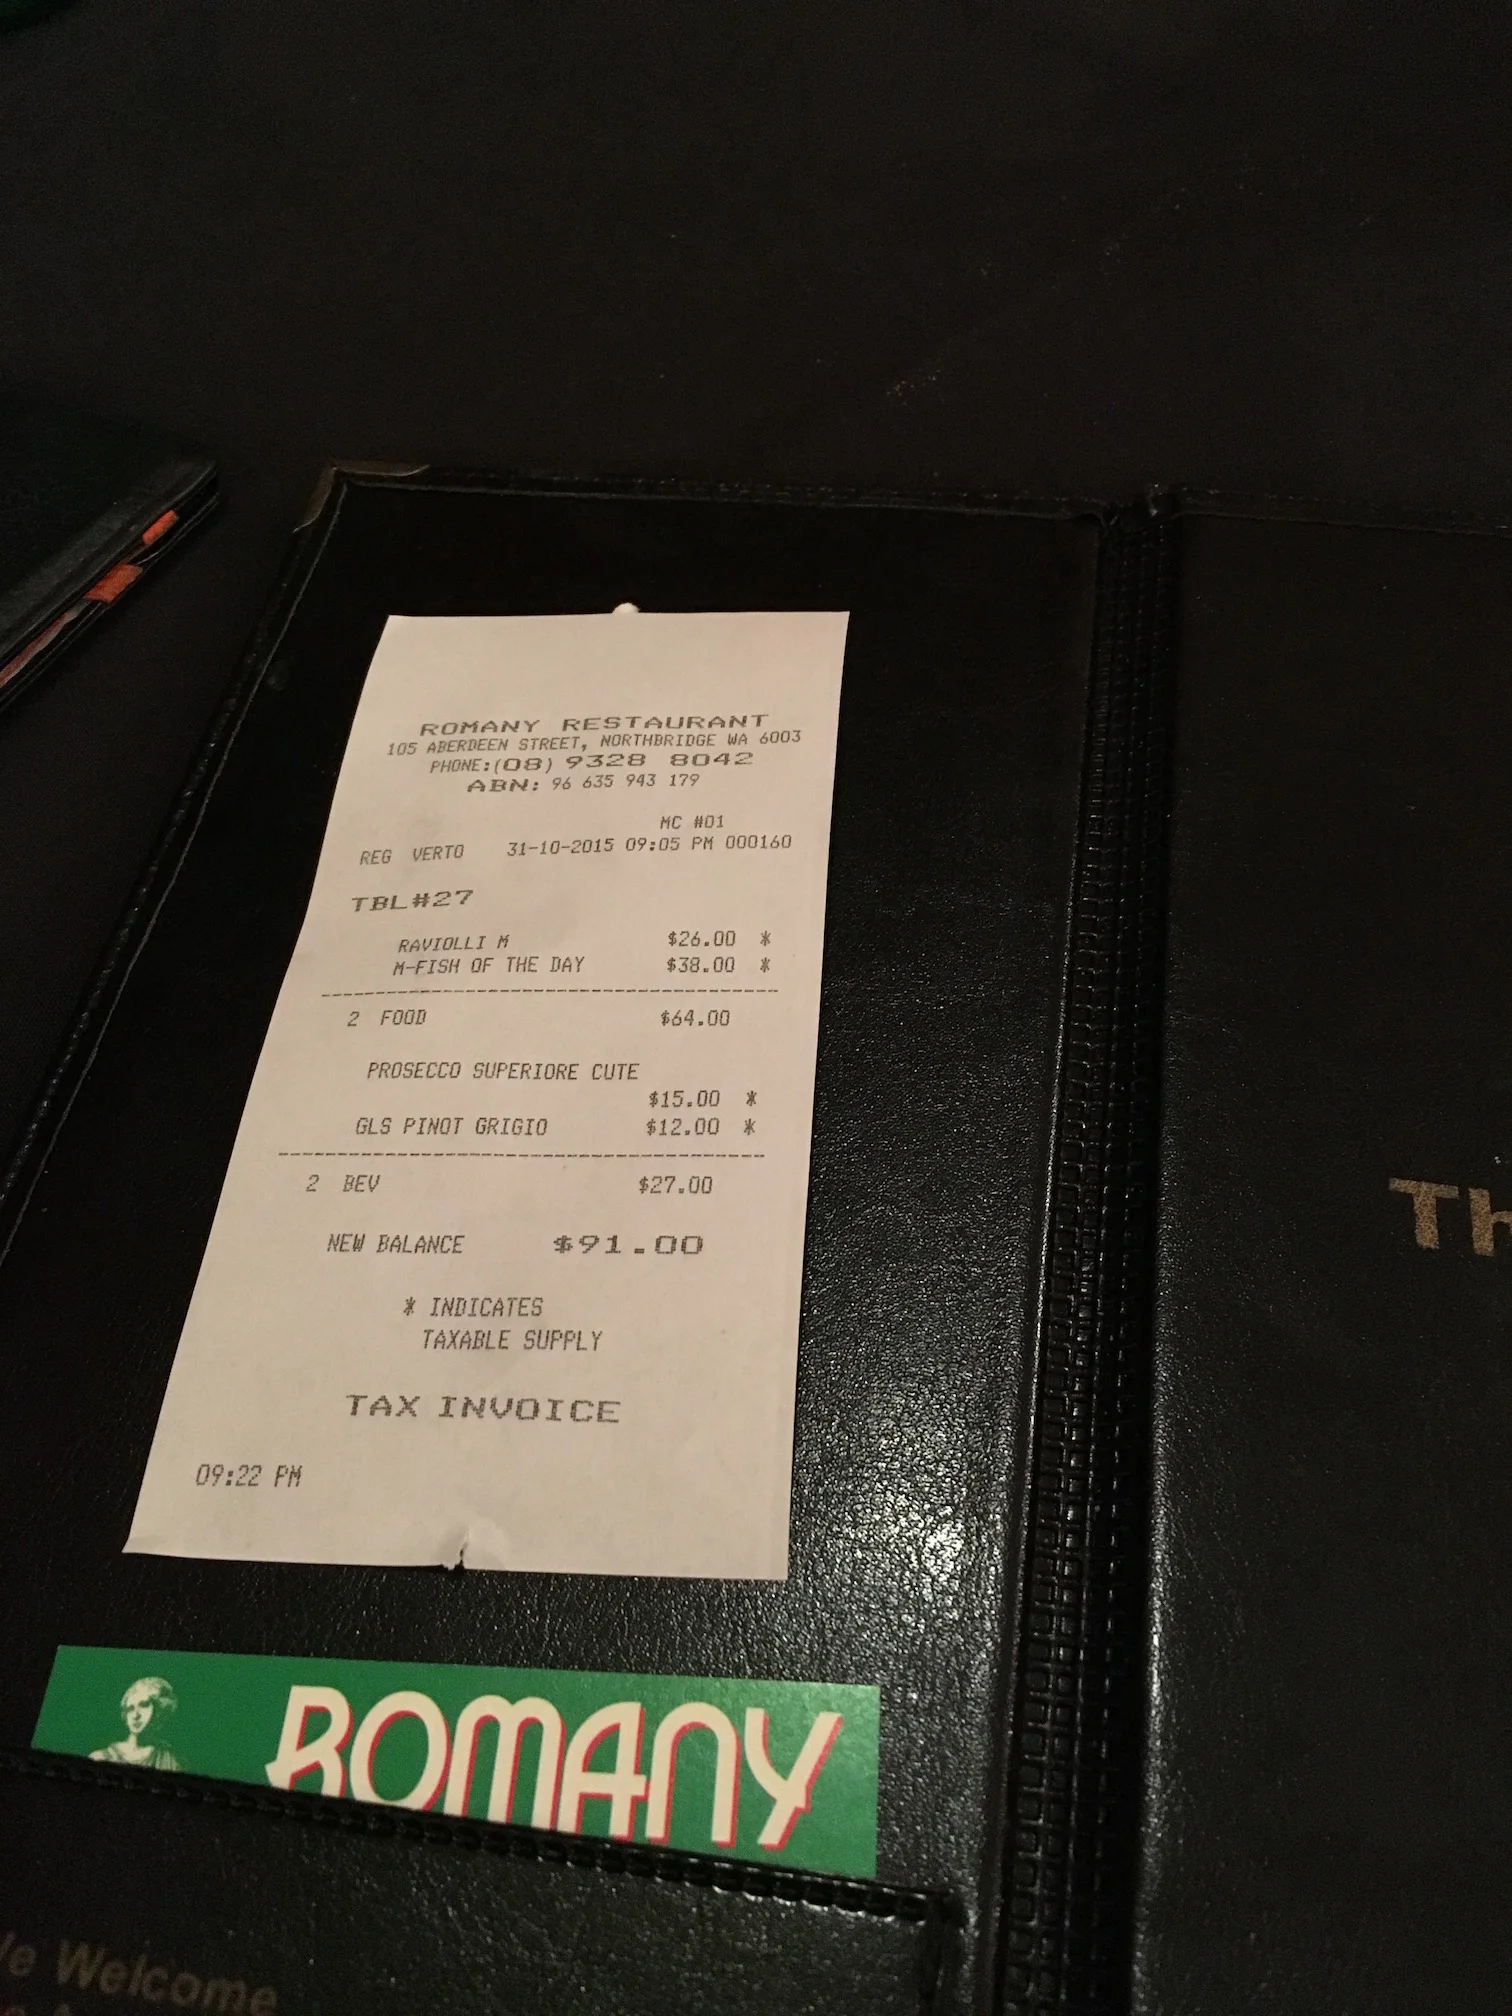 ROMANY RESTAURANT
105 ABERDEEN STREET, NORTHBRIDGE WA 6003
PHONE:(08) 9328 8042
ABN: 96 635 943 179
MC #01
REG VERTO 31-10-2015 09:05 PM 000160
TBL#27
RAVIOLLI M $26.00 *
M-FISH OF THE DAY $38.00 *
2 FOOD $64.00
PROSECCO SUPERIORE CUTE
$15.00 *
GLS PINOT GRIGIO $12.00 *
2 BEV $27.00
NEW BALANCE $91.00
* INDICATES
TAXABLE SUPPLY
TAX INVOICE
09:22 PM
ROMANY
Th
Welcome